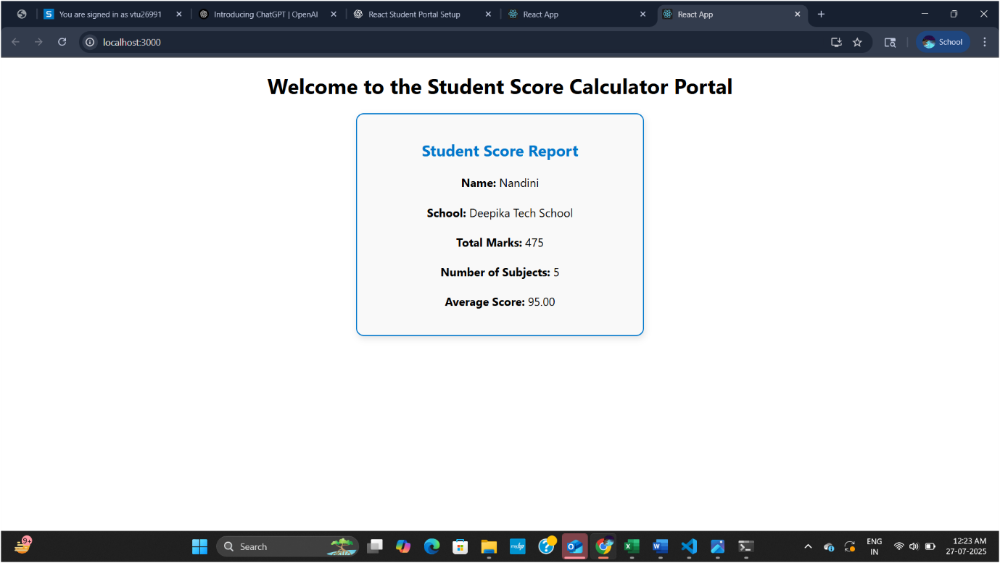 S You are signed in as vtu26991
Introducing ChatGPT | OpenAI
React Student Portal Setup
React App
React App
localhost:3000
School
Welcome to the Student Score Calculator Portal
Student Score Report
Name: Nandini
School: Deepika Tech School
Total Marks: 475
Number of Subjects: 5
Average Score: 95.00
9+
Search
myhp
ENG
IN
12:23 AM
27-07-2025